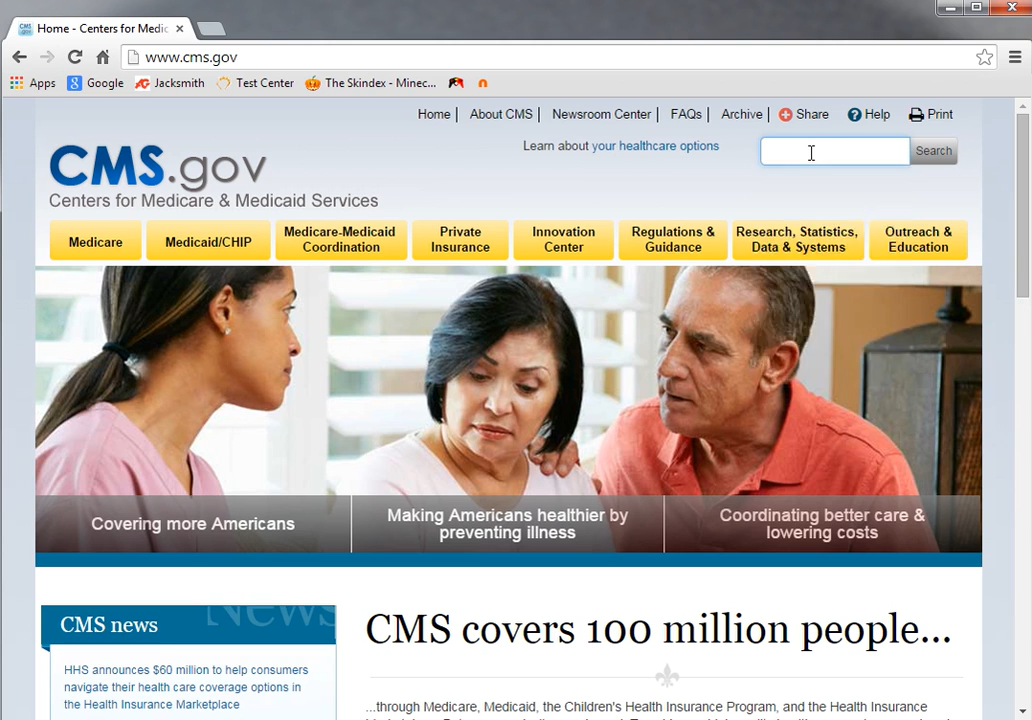 Home - Centers for Medic
www.cms.gov
Apps Google Jacksmith Test Center The Skindex - Minec...
Home | About CMS | Newsroom Center | FAQs | Archive | Share Help Print
Learn about your healthcare options
Search
CMS.gov
Centers for Medicare & Medicaid Services
Medicare
Medicaid/CHIP
Medicare-Medicaid
Coordination
Private
Insurance
Innovation
Center
Regulations &
Guidance
Research, Statistics,
Data & Systems
Outreach &
Education
Covering more Americans
Making Americans healthier by
preventing illness
Coordinating better care &
lowering costs
News
CMS news
HHS announces $60 million to help consumers
navigate their health care coverage options in
the Health Insurance Marketplace
CMS covers 100 million people...
...through Medicare, Medicaid, the Children's Health Insurance Program, and the Health Insurance